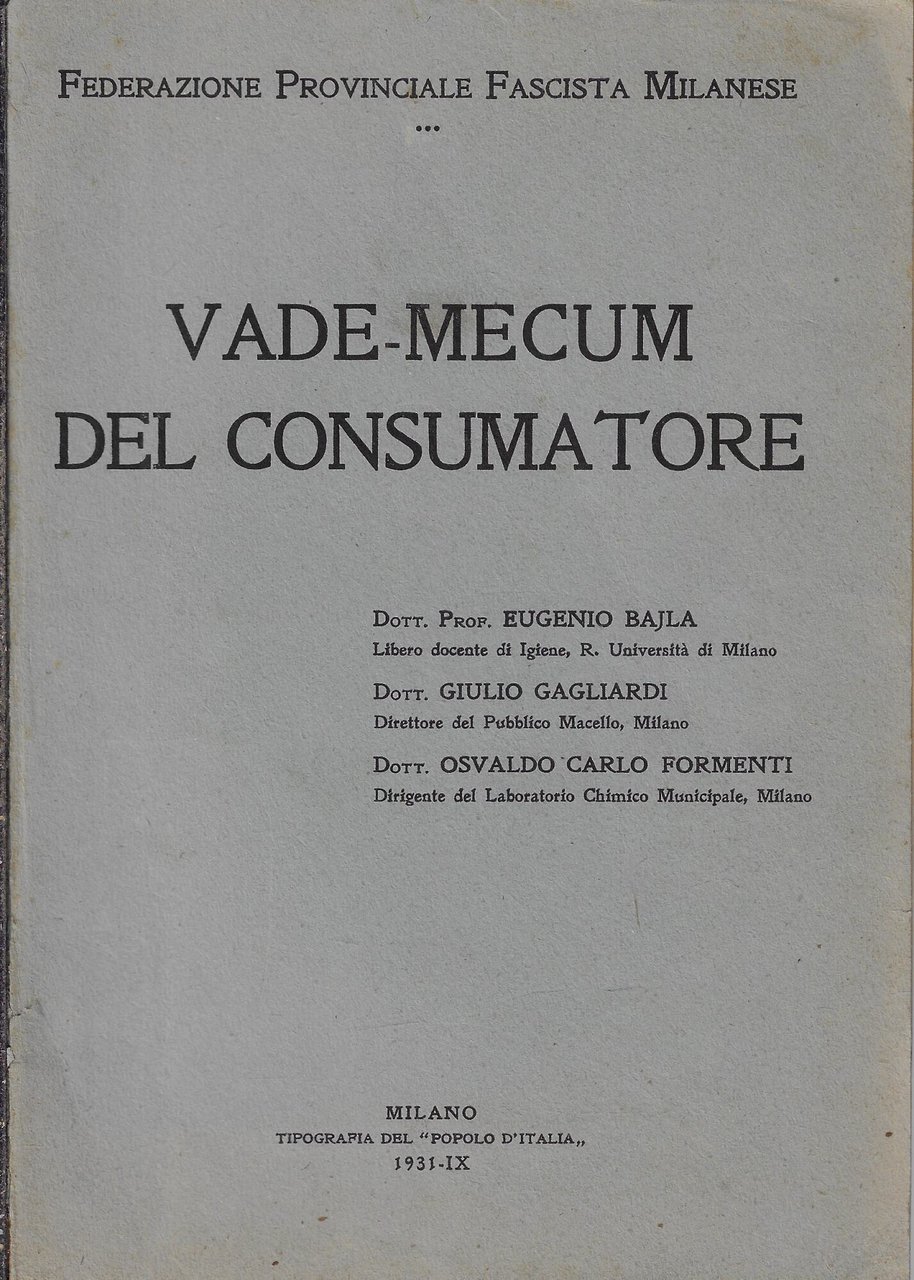 FEDERAZIONE PROVINCIALE FASCISTA MILANESE
•••
VADE-MECUM
DEL CONSUMATORE
DOTT. PROF. EUGENIO BAJLA
Libero docente di Igiene, R. Università di Milano
DOTT. GIULIO GAGLIARDI
Direttore del Pubblico Macello, Milano
DOTT. OSVALDO CARLO FORMENTI
Dirigente del Laboratorio Chimico Municipale, Milano
MILANO
TIPOGRAFIA DEL “POPOLO D'ITALIA„
1931-IX